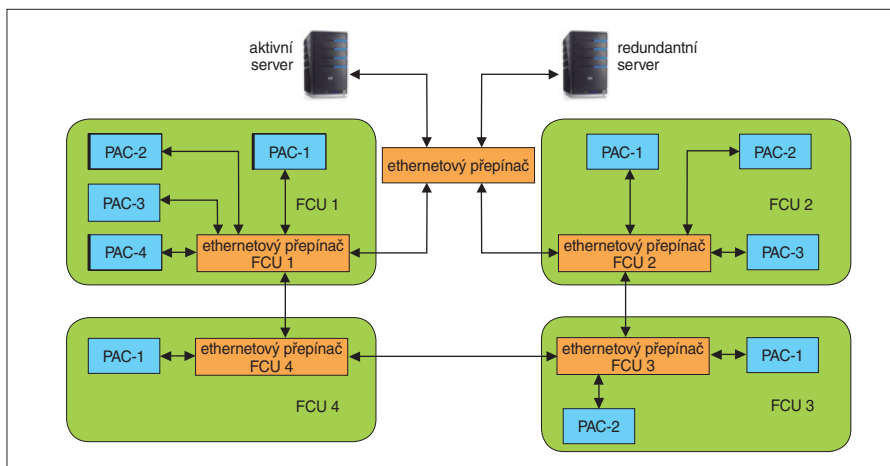 aktivní
server
redundantní
server
ethernetový přepínač
PAC-2
PAC-1
PAC-3
FCU 1
PAC-4
ethernetový přepínač
FCU 1
PAC-1
PAC-2
FCU 2
ethernetový přepínač
FCU 2
PAC-3
PAC-1
ethernetový přepínač
FCU 4
FCU 4
ethernetový přepínač
FCU 3
PAC-1
FCU 3
PAC-2